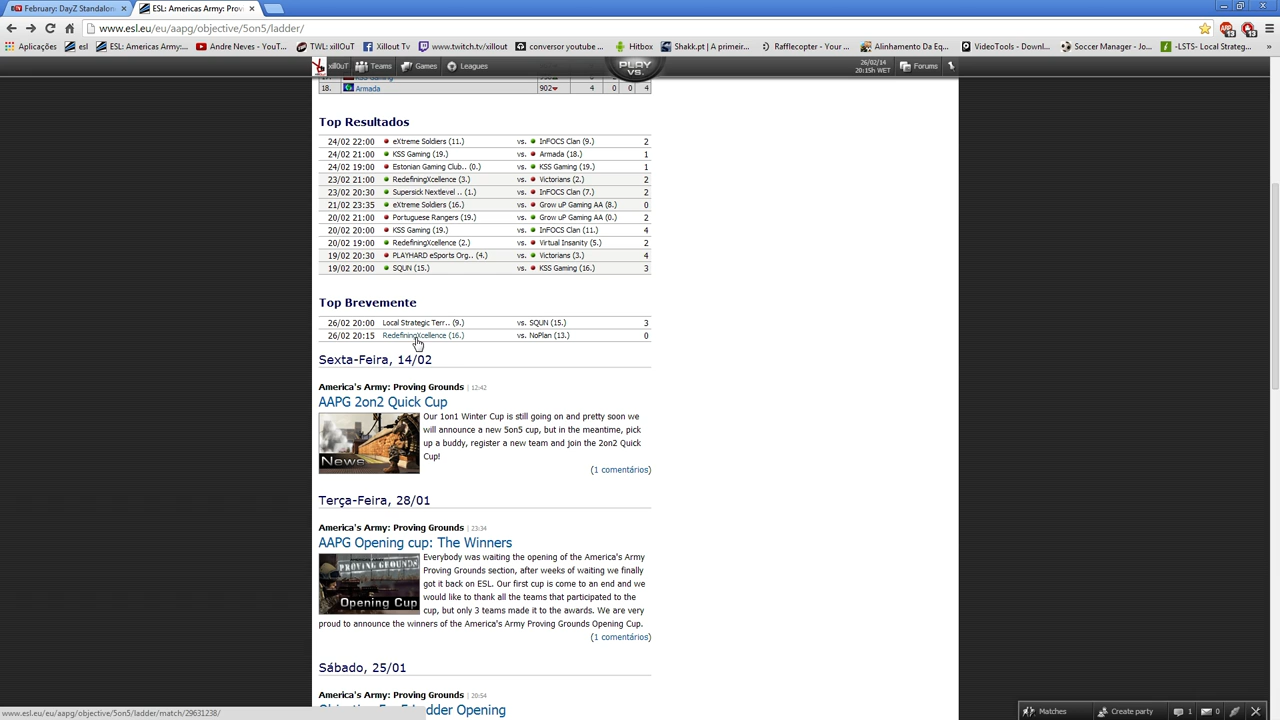 February: DayZ Standalon
ESL: Americas Army: Prov
www.esl.eu/eu/aapg/objective/5on5/ladder/
Aplicações esl ESL: Americas Army:... Andre Neves - YouT... TWL: xillOuT Xillout Tv www.twitch.tv/xillout conversor youtube ... Hitbox Shakk.pt | A primeir... Rafflecopter - Your... Alinhamento Da Eq... VideoTools - Downl... Soccer Manager - Jo... -LSTS- Local Strateg...
xill0uT Teams Games Leagues PLAY VS. 26/02/14 20:15h WET Forums
18. Armada 902 4 0 0 4
Top Resultados
24/02 22:00 eXtreme Soldiers (11.) vs. InFOCS Clan (9.) 2
24/02 21:00 KSS Gaming (19.) vs. Armada (18.) 1
24/02 19:00 Estonian Gaming Club.. (0.) vs. KSS Gaming (19.) 1
23/02 21:00 RedefiningXcellence (3.) vs. Victorians (2.) 2
23/02 20:30 Supersick Nextlevel .. (1.) vs. InFOCS Clan (7.) 2
21/02 23:35 eXtreme Soldiers (16.) vs. Grow uP Gaming AA (8.) 0
20/02 21:00 Portuguese Rangers (19.) vs. Grow uP Gaming AA (0.) 2
20/02 20:00 KSS Gaming (19.) vs. InFOCS Clan (11.) 4
20/02 19:00 RedefiningXcellence (2.) vs. Virtual Insanity (5.) 2
19/02 20:30 PLAYHARD eSports Org.. (4.) vs. Victorians (3.) 4
19/02 20:00 SQUN (15.) vs. KSS Gaming (16.) 3
Top Brevemente
26/02 20:00 Local Strategic Terr.. (9.) vs. SQUN (15.) 3
26/02 20:15 RedefiningXcellence (16.) vs. NoPlan (13.) 0
Sexta-Feira, 14/02
America's Army: Proving Grounds | 12:42
AAPG 2on2 Quick Cup
News
Our 1on1 Winter Cup is still going on and pretty soon we
will announce a new 5on5 cup, but in the meantime, pick
up a buddy, register a new team and join the 2on2 Quick
Cup!
(1 comentários)
Terça-Feira, 28/01
America's Army: Proving Grounds | 23:34
AAPG Opening cup: The Winners
PROVING GROUNDS
Opening Cup
Everybody was waiting the opening of the America's Army
Proving Grounds section, after weeks of waiting we finally
got it back on ESL. Our first cup is come to an end and we
would like to thank all the teams that participated to the
cup, but only 3 teams made it to the awards. We are very
proud to announce the winners of the America's Army Proving Grounds Opening Cup.
(1 comentários)
Sábado, 25/01
America's Army: Proving Grounds | 20:54
Ladder Opening
www.esl.eu/eu/aapg/objective/5on5/ladder/match/29631238/
Matches Create party 1 0